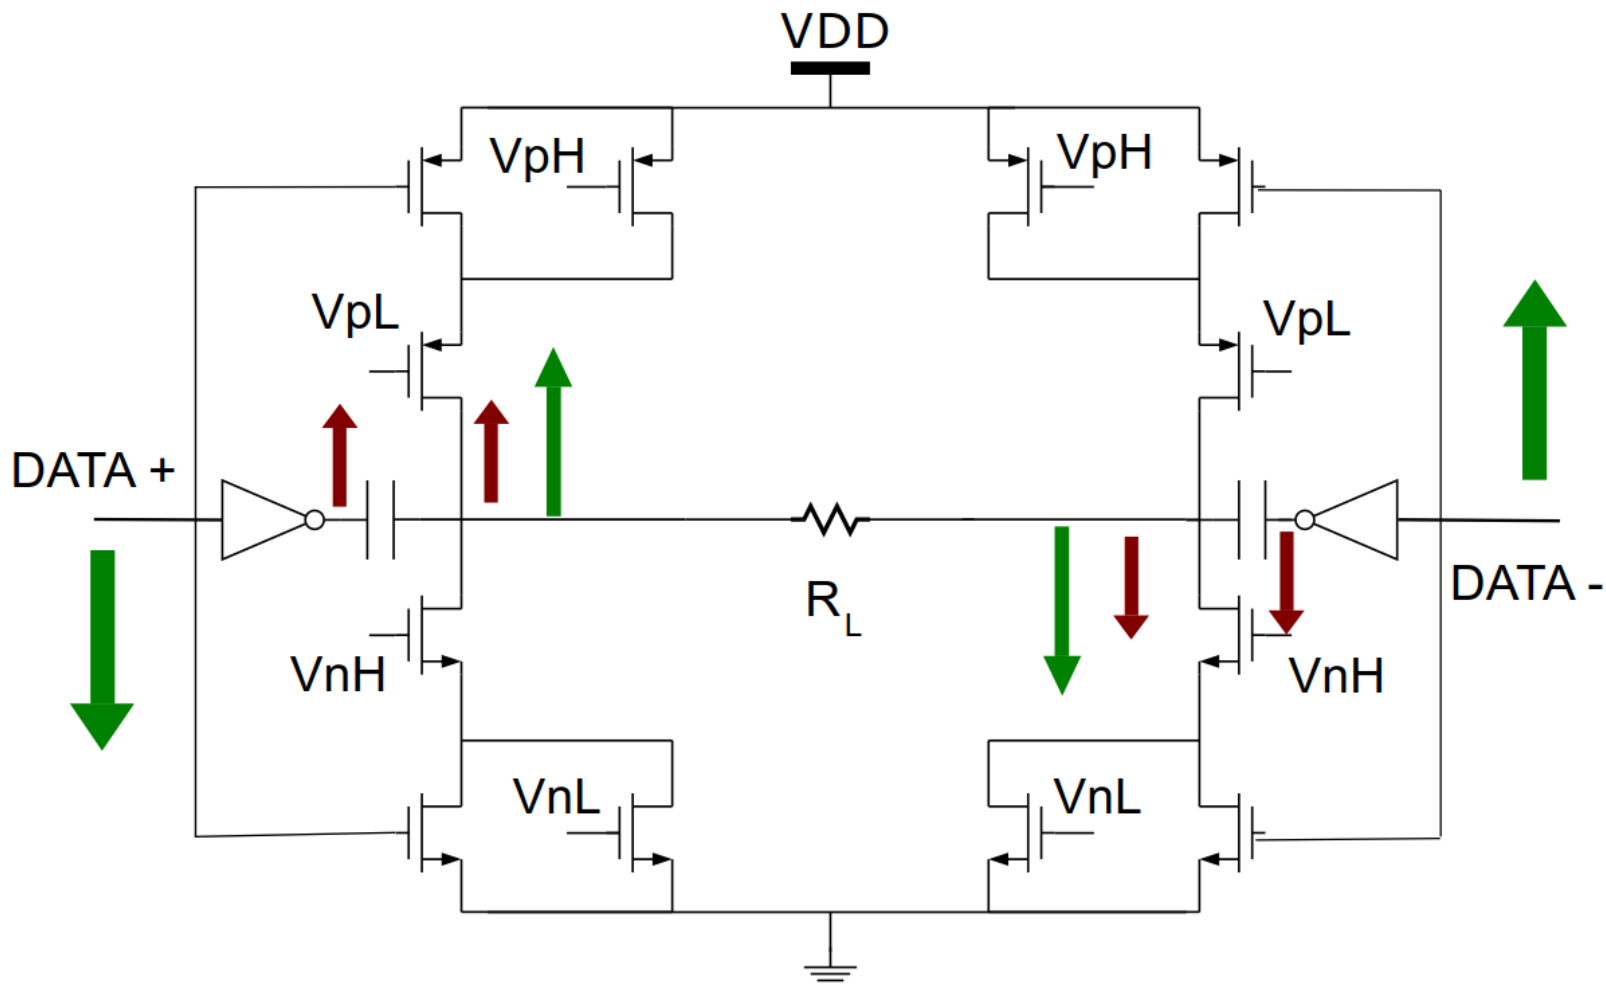 VDD
VpH
VpH
VpL
VpL
DATA +
DATA -
R
L
VnH
VnH
VnL
VnL